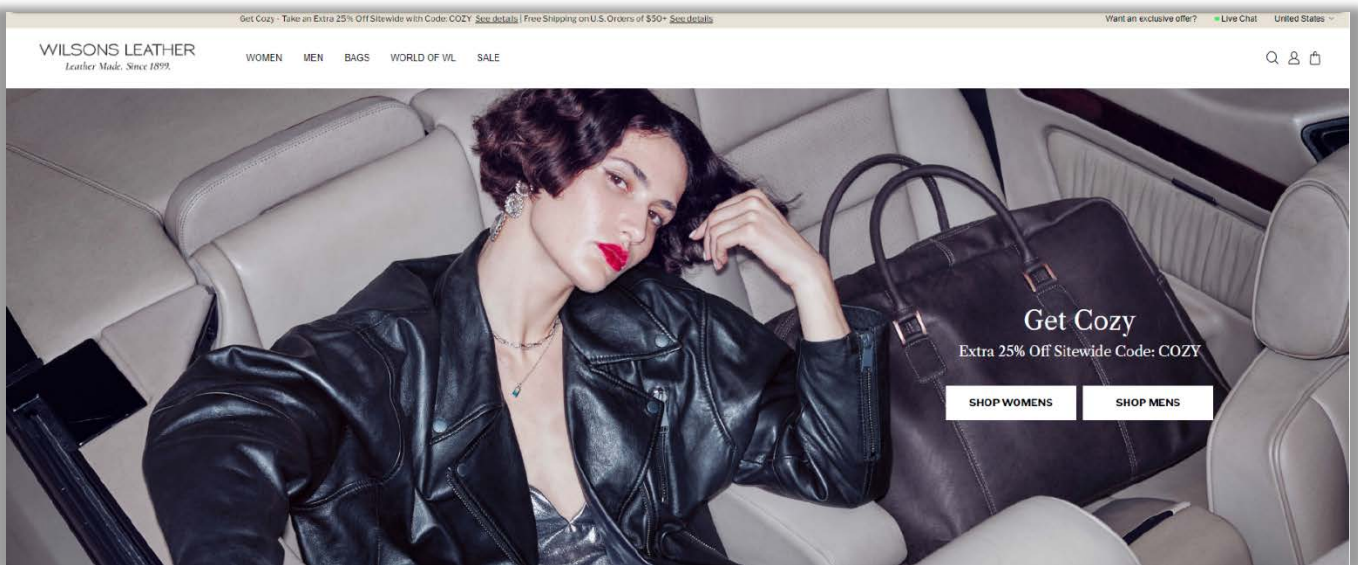 Get Cozy - Take an Extra 25% Off Sitewide with Code: COZY See details | Free Shipping on U.S. Orders of $50+ See details
Want an exclusive offer?
Live Chat
United States
WILSONS LEATHER
Leather Made. Since 1899.
WOMEN MEN BAGS WORLD OF WL SALE
Get Cozy
Extra 25% Off Sitewide Code: COZY
SHOP WOMENS SHOP MENS